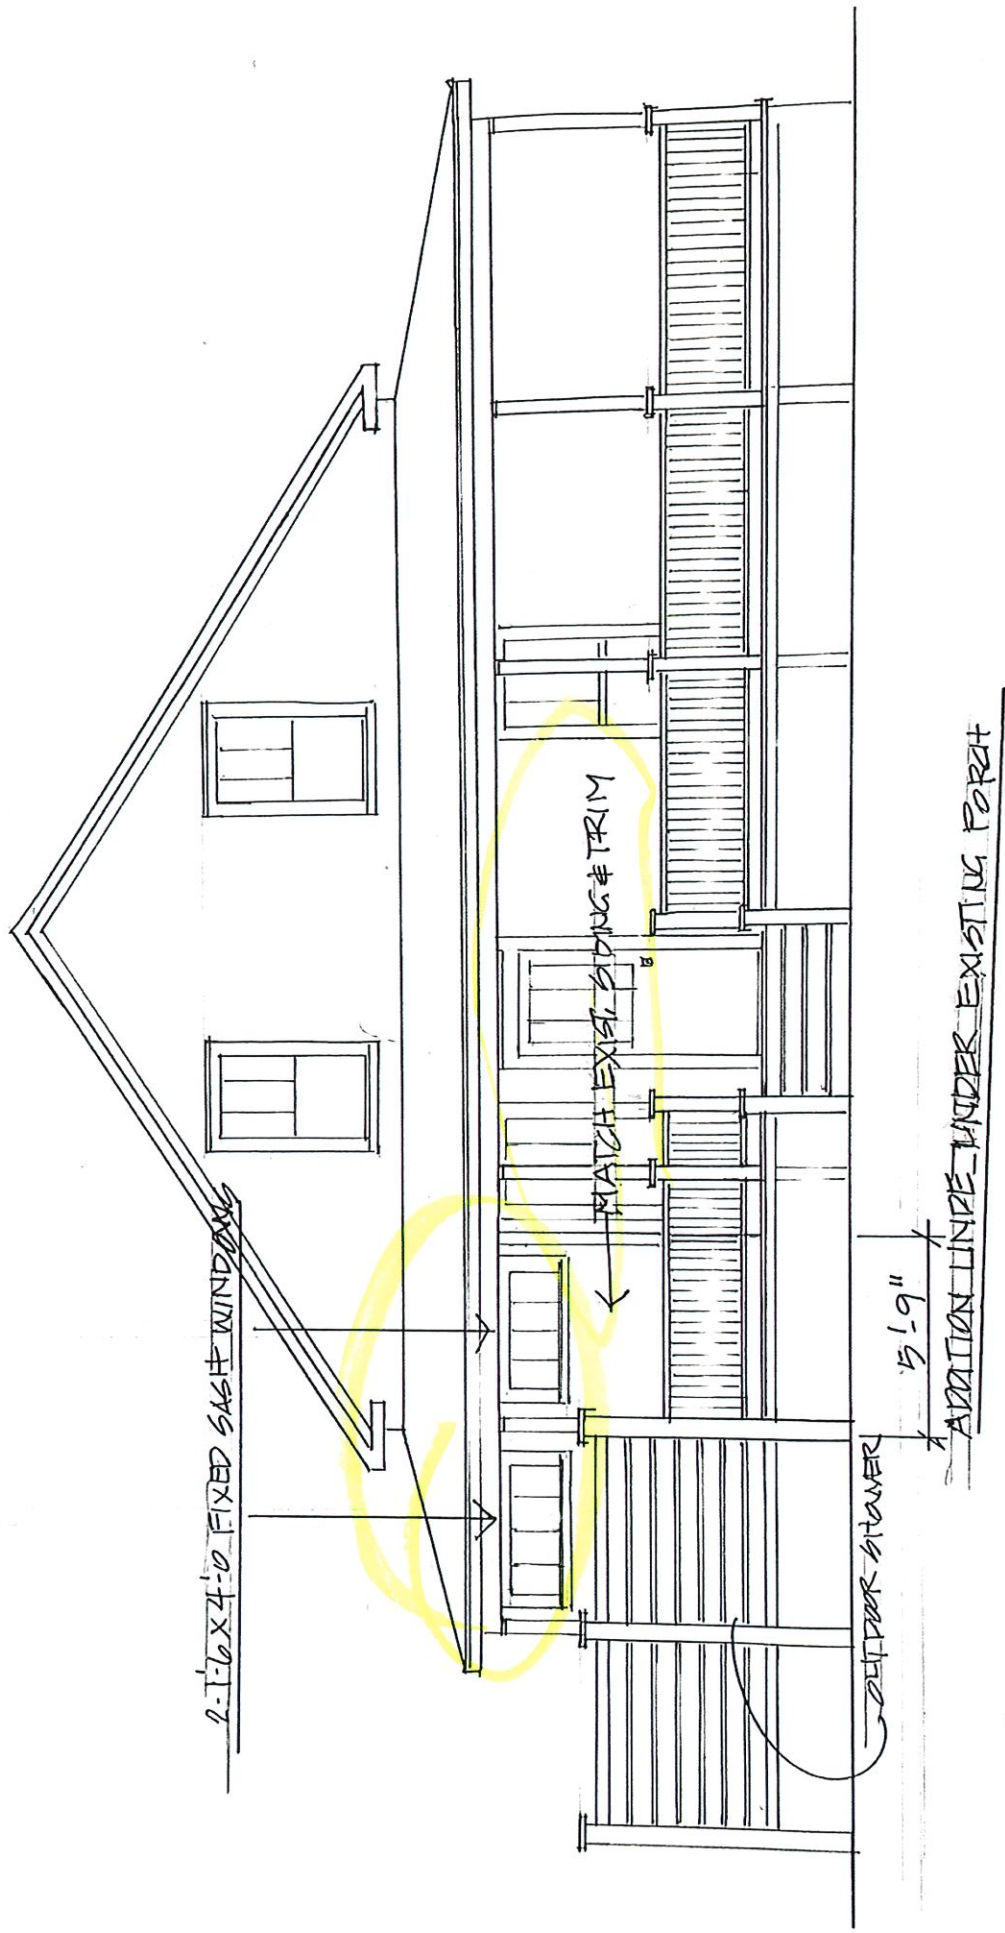 2-1'-6 X 4'-0 FIXED SASH WINDOWS
MATCH EXIST. SIDING & TRIM
5'-9"
OUTDOOR SHOWER
ADDITION UNDE UNDER EXISTING PORCH